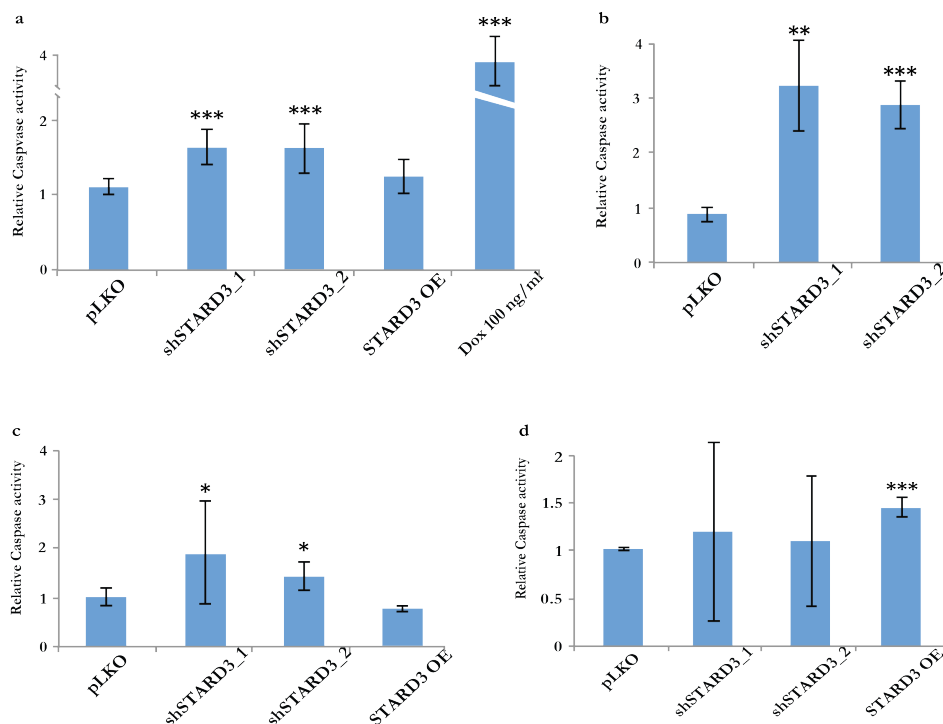 a
Relative Caspvase activity
4
2
1
0
***
***
***
pLKO
shSTARD3_1
shSTARD3_2
STARD3 OE
Dox 100 ng/ml
b
Relative Caspase activity
4
3
2
1
0
**
***
pLKO
shSTARD3_1
shSTARD3_2
c
Relative Caspase activity
4
3
2
1
0
*
*
pLKO
shSTARD3_1
shSTARD3_2
STARD3 OE
d
Relative Caspase activity
2
1.5
1
0.5
0
***
pLKO
shSTARD3_1
shSTARD3_2
STARD3 OE